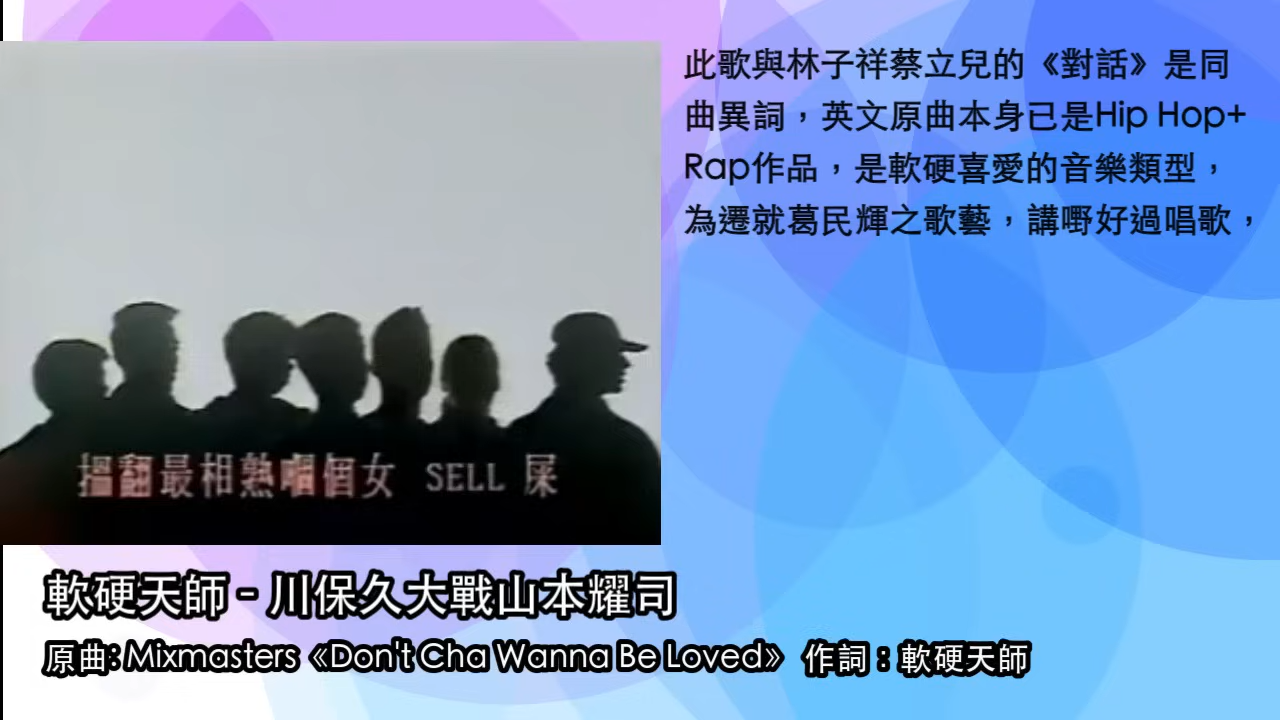 此歌與林子祥蔡立兒的《對話》是同
曲異詞，英文原曲本身已是Hip Hop+
Rap作品，是軟硬喜愛的音樂類型，
為遷就葛民輝之歌藝，講嘢好過唱歌，
搵翻最相熟嗰個女 SELL 屎
軟硬天師 - 川保久大戰山本耀司
原曲: Mixmasters《Don't Cha Wanna Be Loved》 作詞：軟硬天師